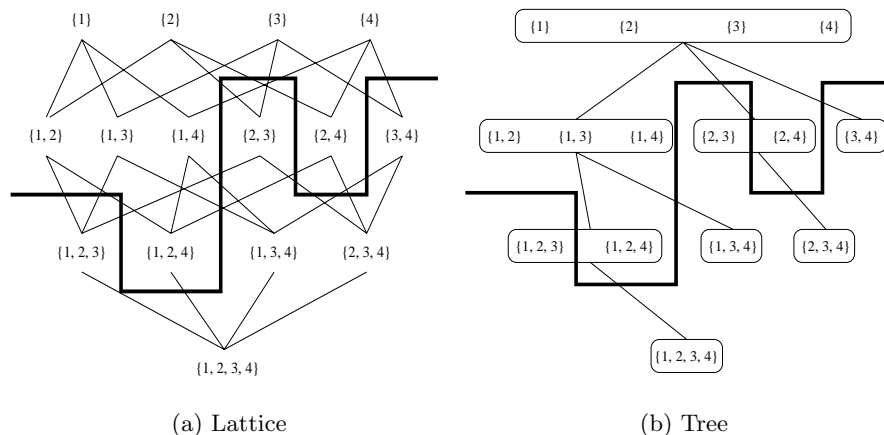 {1} {2} {3} {4}
{1, 2} {1, 3} {1, 4} {2, 3} {2, 4} {3, 4}
{1, 2, 3} {1, 2, 4} {1, 3, 4} {2, 3, 4}
{1, 2, 3, 4}
(a) Lattice
{1} {2} {3} {4}
{1, 2} {1, 3} {1, 4} {2, 3} {2, 4} {3, 4}
{1, 2, 3} {1, 2, 4} {1, 3, 4} {2, 3, 4}
{1, 2, 3, 4}
(b) Tree